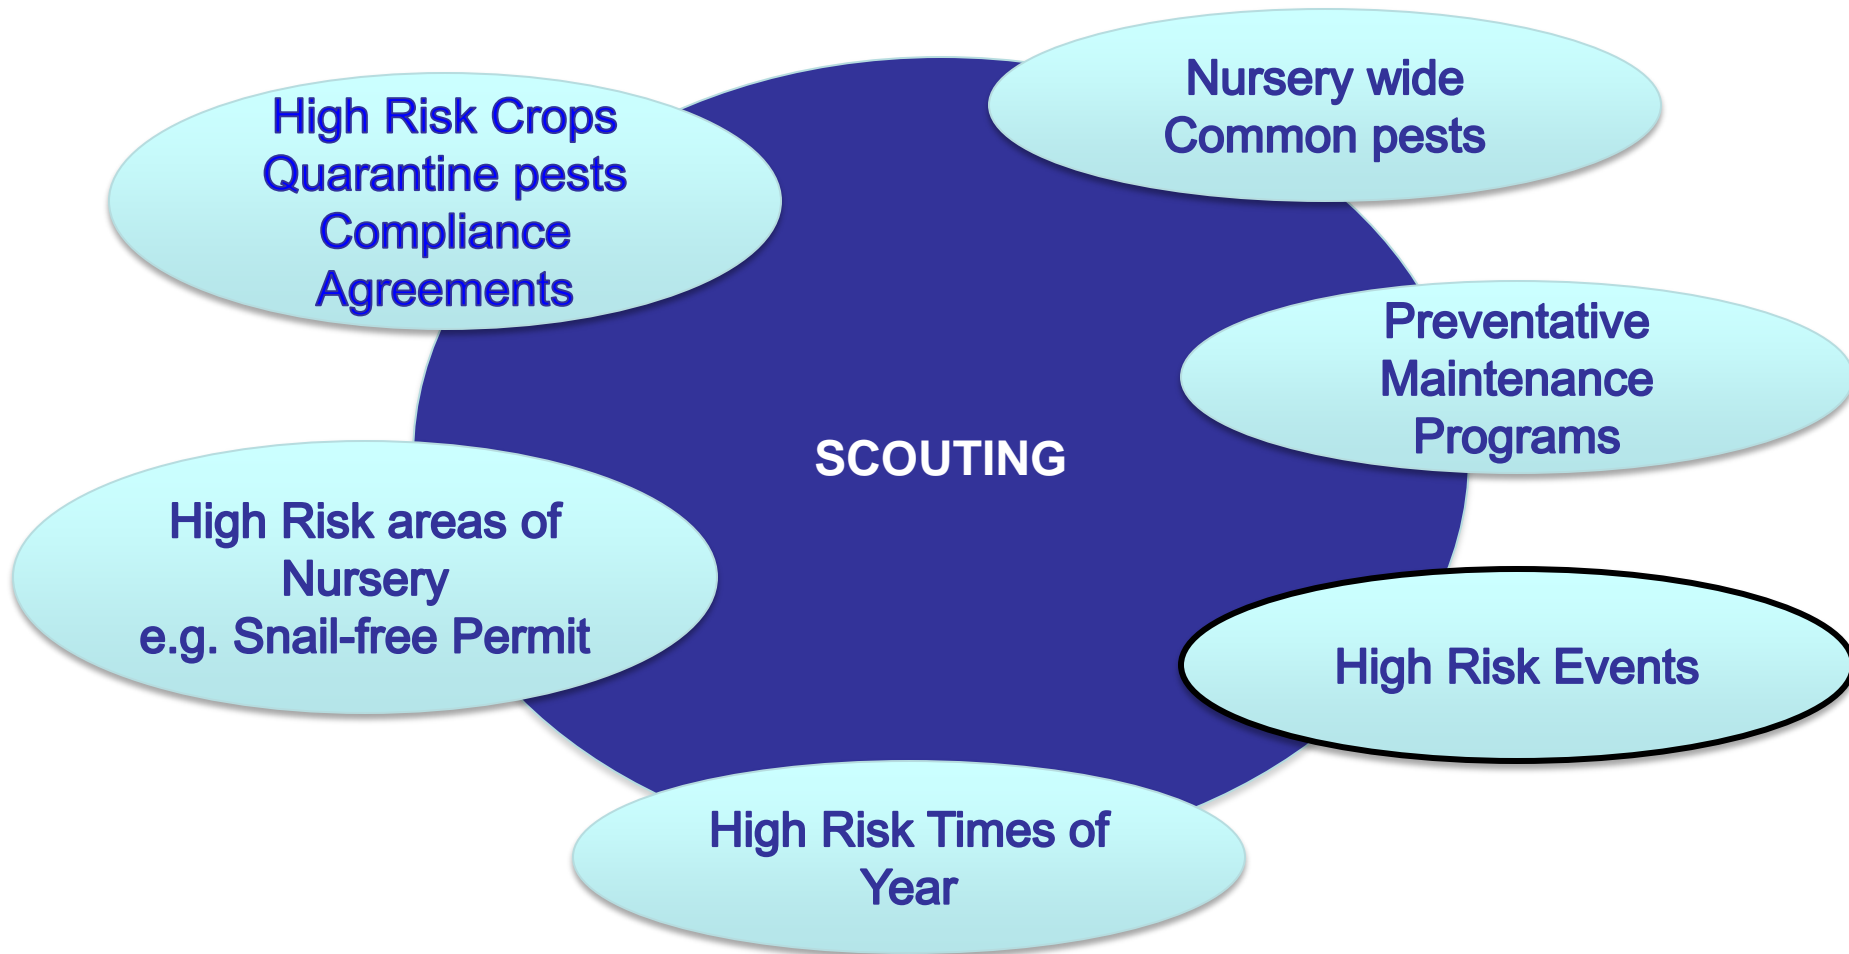 High Risk Crops
Quarantine pests
Compliance
Agreements
Nursery wide
Common pests
Preventative
Maintenance
Programs
SCOUTING
High Risk areas of
Nursery
e.g. Snail-free Permit
High Risk Events
High Risk Times of
Year